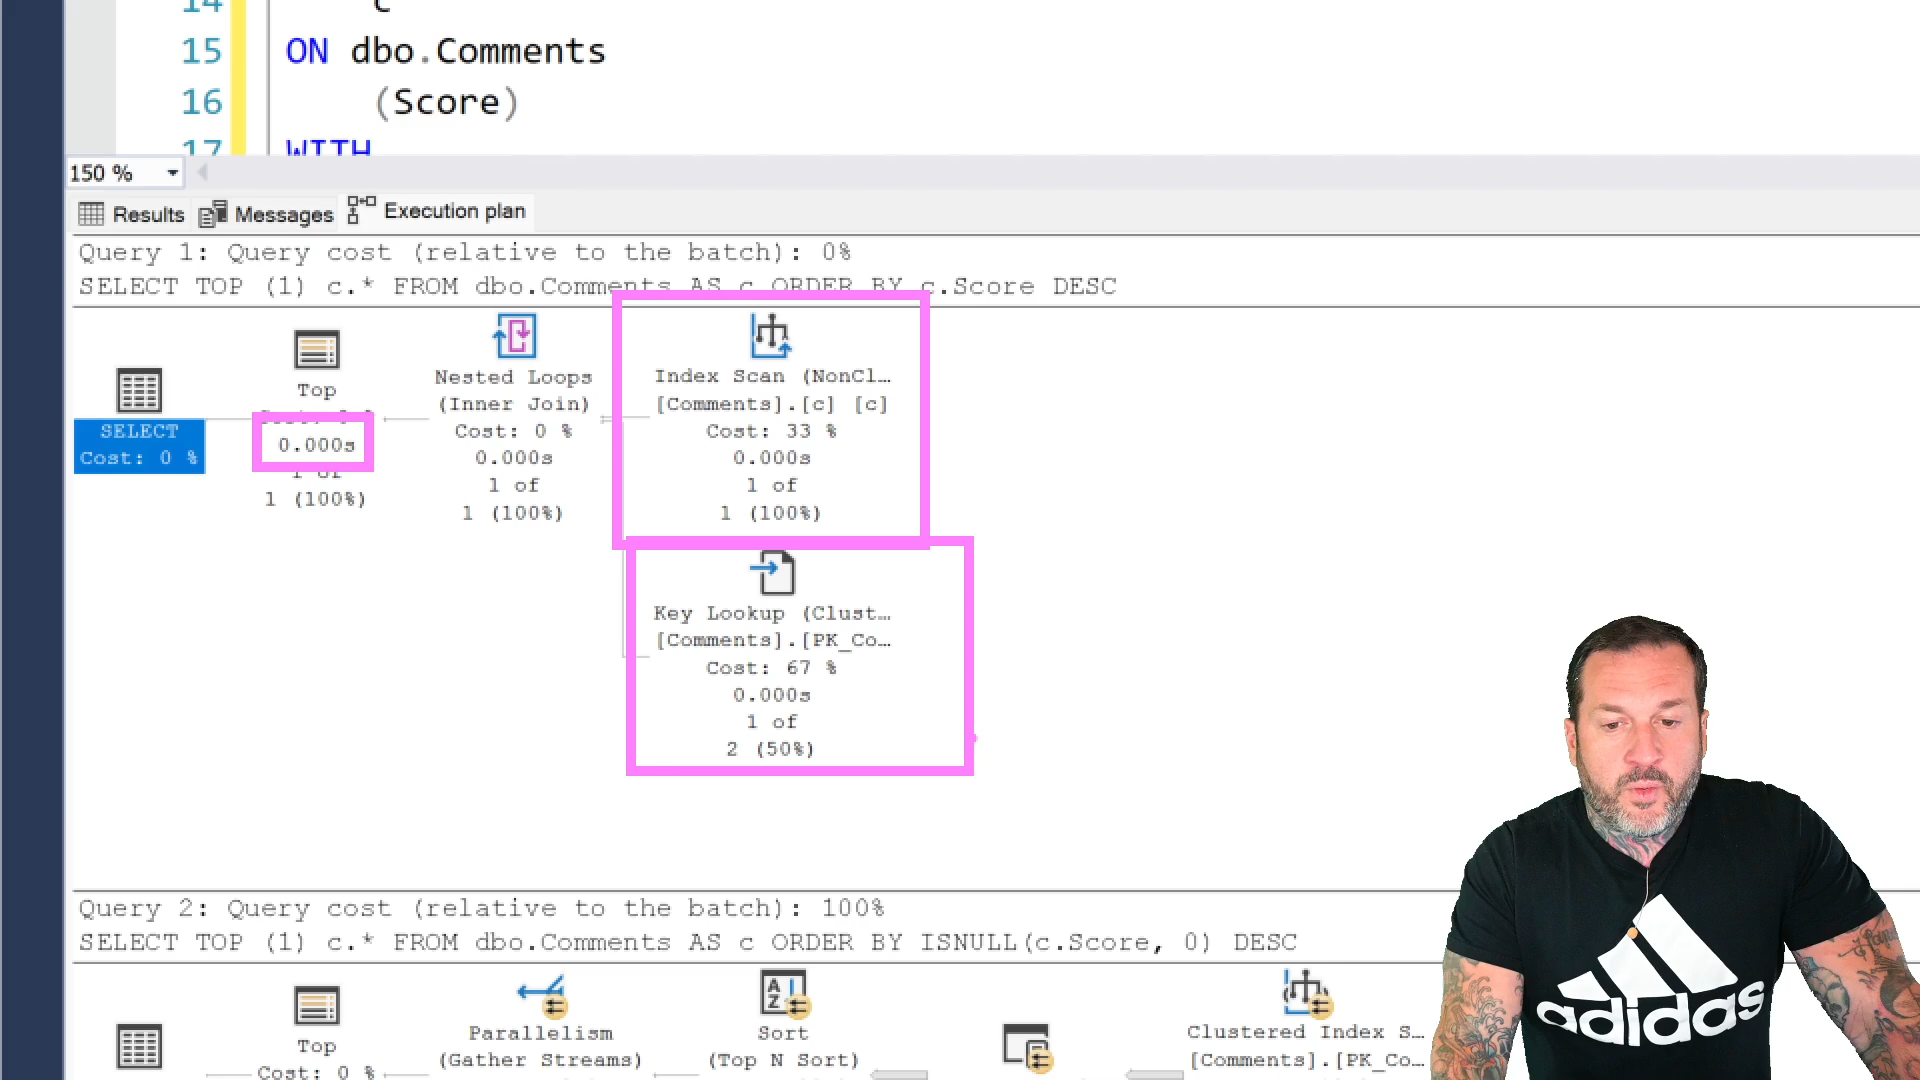 14
c
15
ON dbo.Comments
16
(Score)
17
WITH
150 %
Results
Messages
Execution plan
Query 1: Query cost (relative to the batch): 0%
SELECT TOP (1) c.* FROM dbo.Comments AS c ORDER BY c.Score DESC
SELECT
Cost: 0 %
Top
0.000s
1 of
1 (100%)
Nested Loops
(Inner Join)
Cost: 0 %
0.000s
1 of
1 (100%)
Index Scan (NonCl…
[Comments].[c] [c]
Cost: 33 %
0.000s
1 of
1 (100%)
Key Lookup (Clust…
[Comments].[PK_Co…
Cost: 67 %
0.000s
1 of
2 (50%)
Query 2: Query cost (relative to the batch): 100%
SELECT TOP (1) c.* FROM dbo.Comments AS c ORDER BY ISNULL(c.Score, 0) DESC
Top
Cost: 0 %
Parallelism
(Gather Streams)
Sort
(Top N Sort)
Clustered Index S…
[Comments].[PK_Co…
adidas